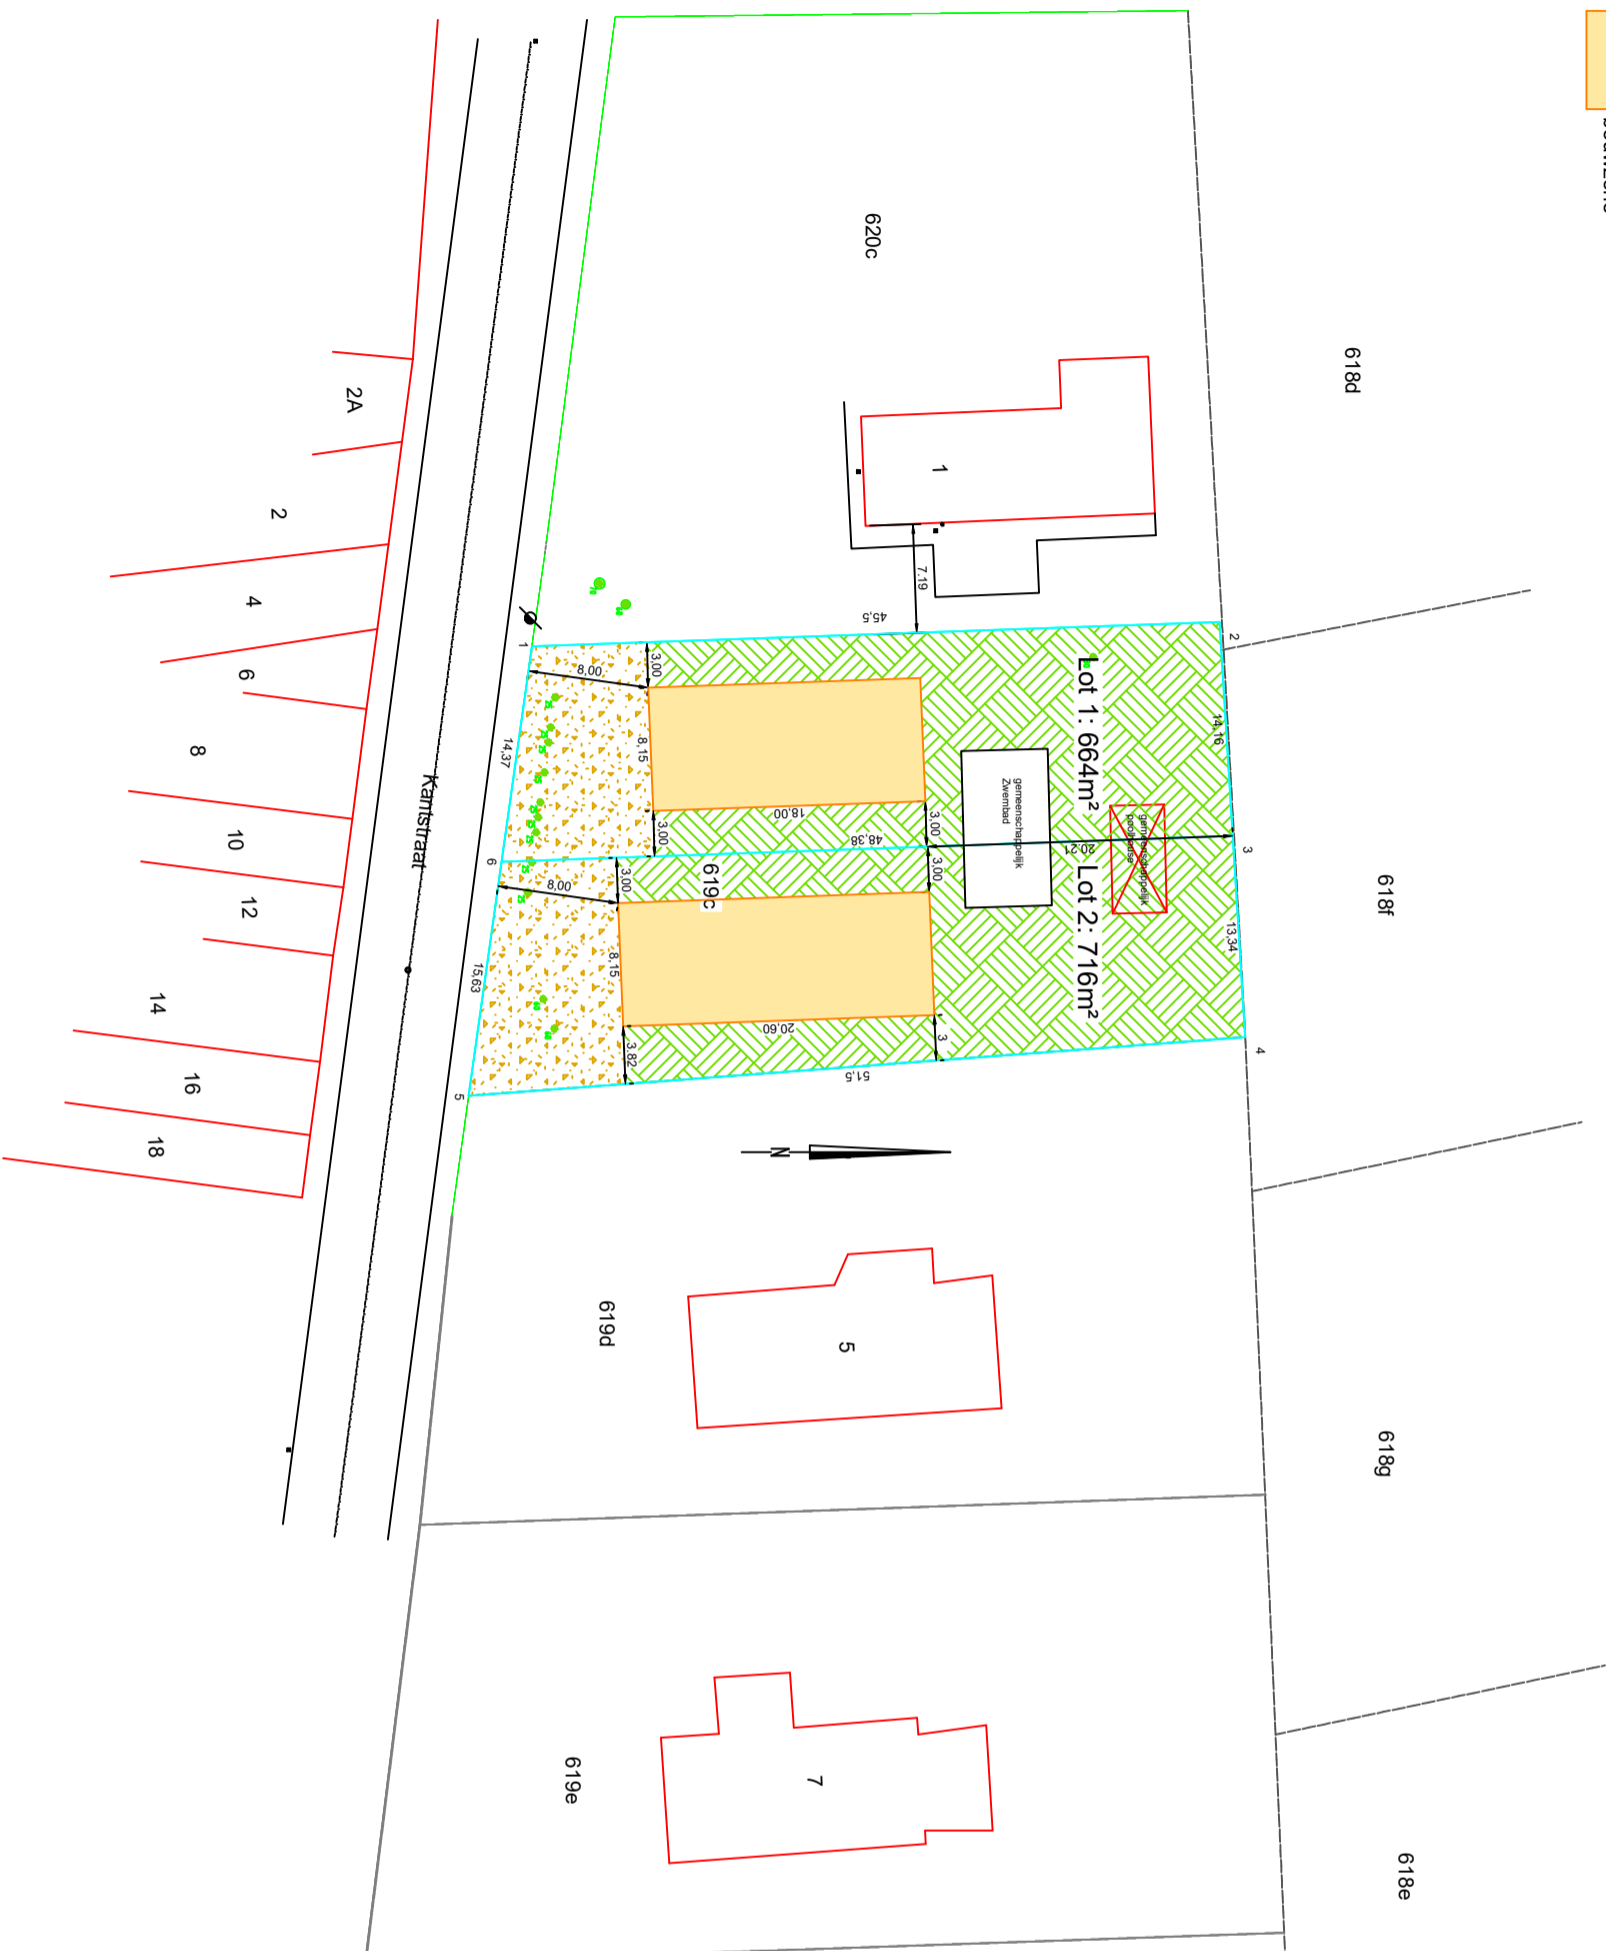 620c
618d
1
7.19
45,5
2
1
3,00
8,00
14,37
8,15
18,00
3,00
3,00
48,38
3,00
3,00
20,21
Lot 1: 664m²
14,16
gemeenschappelijk
Zwembad
gemeenschappelijk
poolhouse
3
618f
619c
Lot 2: 716m²
13,34
6
8,00
15,63
8,15
20,60
3,82
3
51,5
4
5
Kantstraat
2A
2
4
6
8
10
12
14
16
18
N
619d
5
618g
619e
7
618e